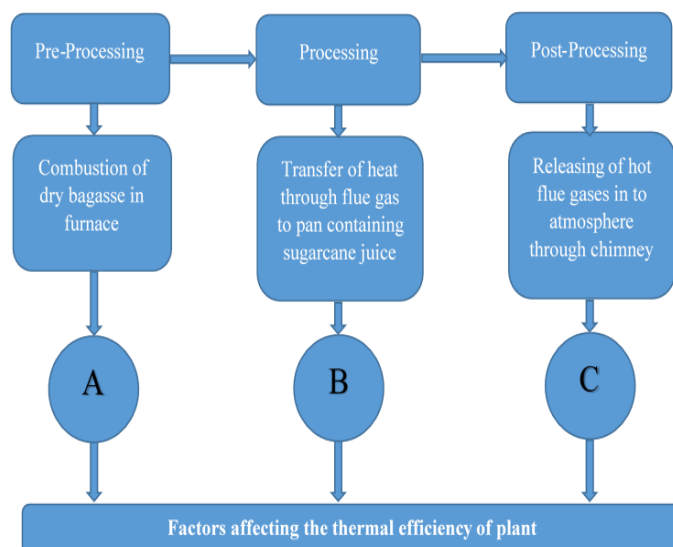 Pre-Processing
Processing
Post-Processing
Combustion of
dry bagasse in
furnace
Transfer of heat
through flue gas
to pan containing
sugarcane juice
Releasing of hot
flue gases in to
atmosphere
through chimney
A
B
C
Factors affecting the thermal efficiency of plant